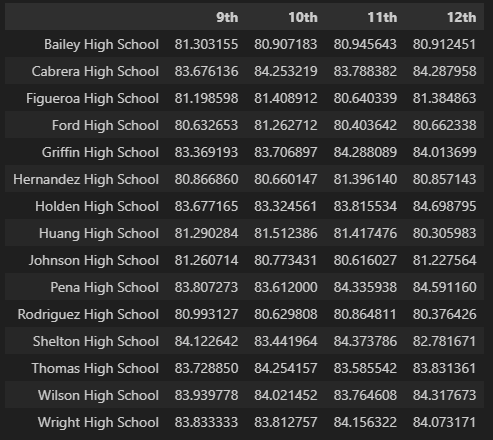 9th 10th 11th 12th
Bailey High School 81.303155 80.907183 80.945643 80.912451
Cabrera High School 83.676136 84.253219 83.788382 84.287958
Figueroa High School 81.198598 81.408912 80.640339 81.384863
Ford High School 80.632653 81.262712 80.403642 80.662338
Griffin High School 83.369193 83.706897 84.288089 84.013699
Hernandez High School 80.866860 80.660147 81.396140 80.857143
Holden High School 83.677165 83.324561 83.815534 84.698795
Huang High School 81.290284 81.512386 81.417476 80.305983
Johnson High School 81.260714 80.773431 80.616027 81.227564
Pena High School 83.807273 83.612000 84.335938 84.591160
Rodriguez High School 80.993127 80.629808 80.864811 80.376426
Shelton High School 84.122642 83.441964 84.373786 82.781671
Thomas High School 83.728850 84.254157 83.585542 83.831361
Wilson High School 83.939778 84.021452 83.764608 84.317673
Wright High School 83.833333 83.812757 84.156322 84.073171